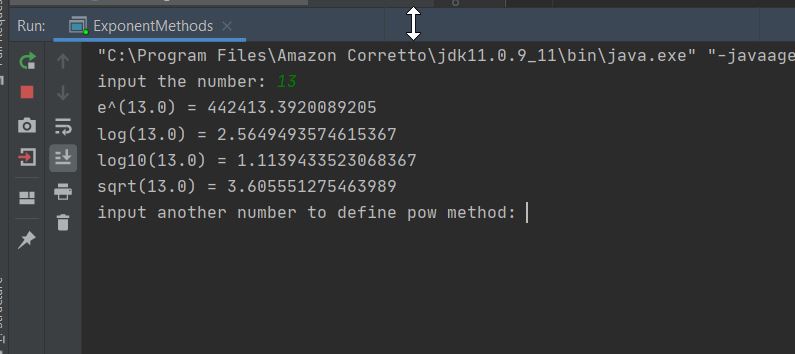 Run: ExponentMethods
"C:\Program Files\Amazon Corretto\jdk11.0.9_11\bin\java.exe" "-javaage
input the number: 13
e^(13.0) = 442413.3920089205
log(13.0) = 2.5649493574615367
log10(13.0) = 1.1139433523068367
sqrt(13.0) = 3.605551275463989
input another number to define pow method: